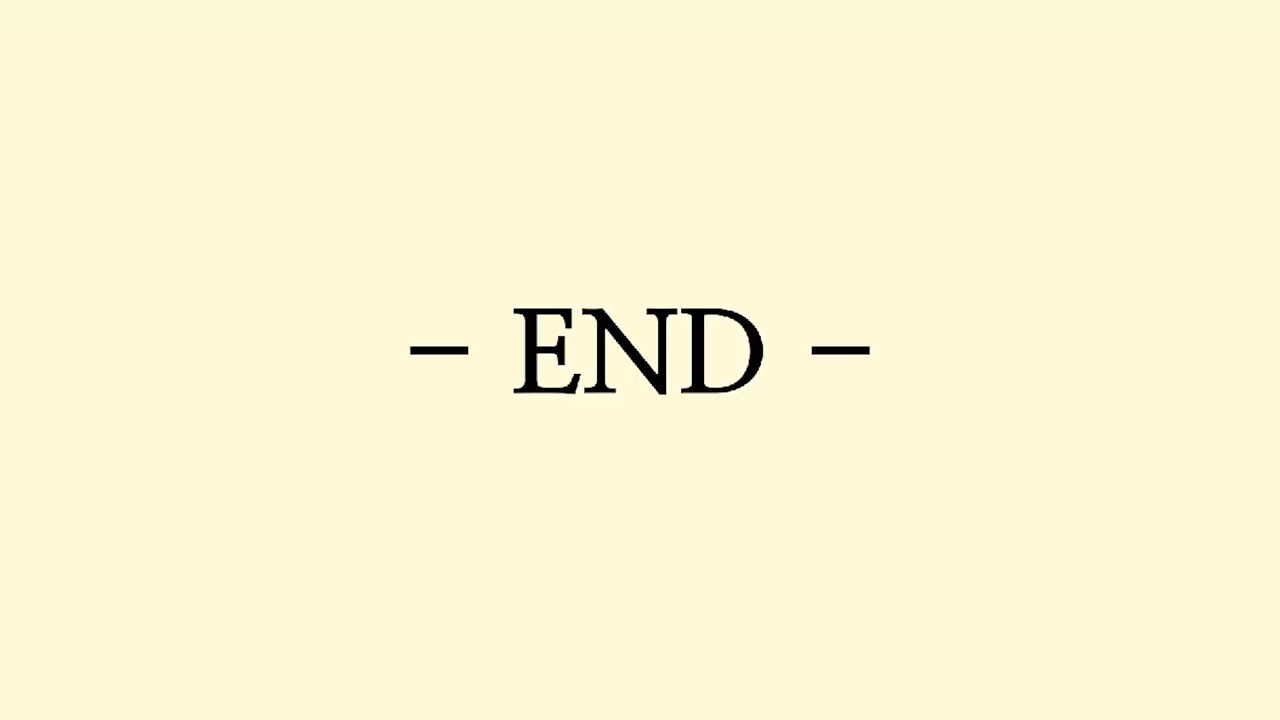 – END –